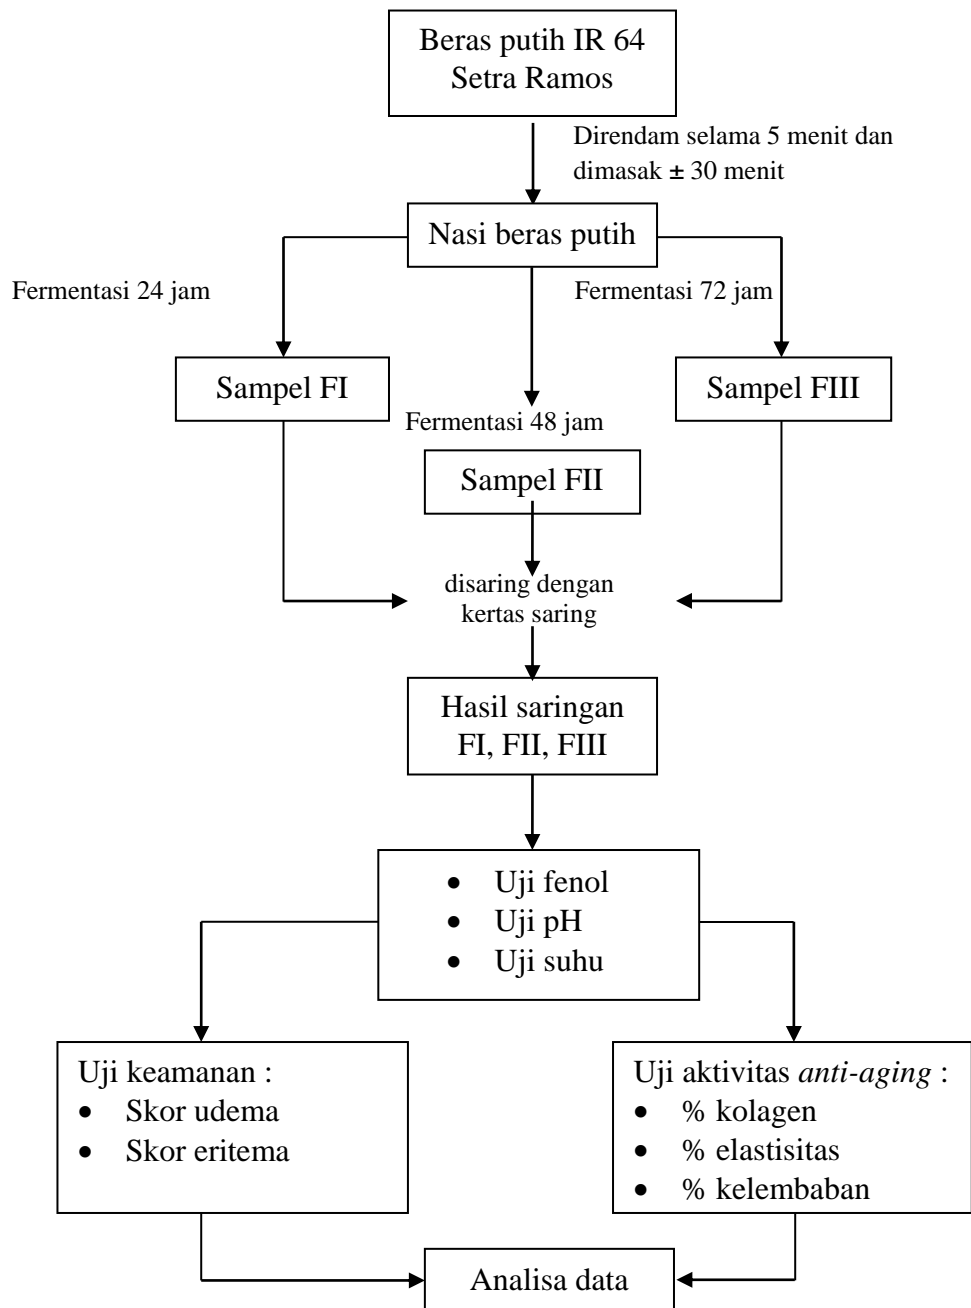 Beras putih IR 64
Setra Ramos
Direndam selama 5 menit dan
dimasak ± 30 menit
Nasi beras putih
Fermentasi 24 jam
Fermentasi 72 jam
Sampel FI
Sampel FIII
Fermentasi 48 jam
Sampel FII
disaring dengan
kertas saring
Hasil saringan
FI, FII, FIII
• Uji fenol
• Uji pH
• Uji suhu
Uji keamanan :
• Skor udema
• Skor eritema
Uji aktivitas anti-aging :
• % kolagen
• % elastisitas
• % kelembaban
Analisa data